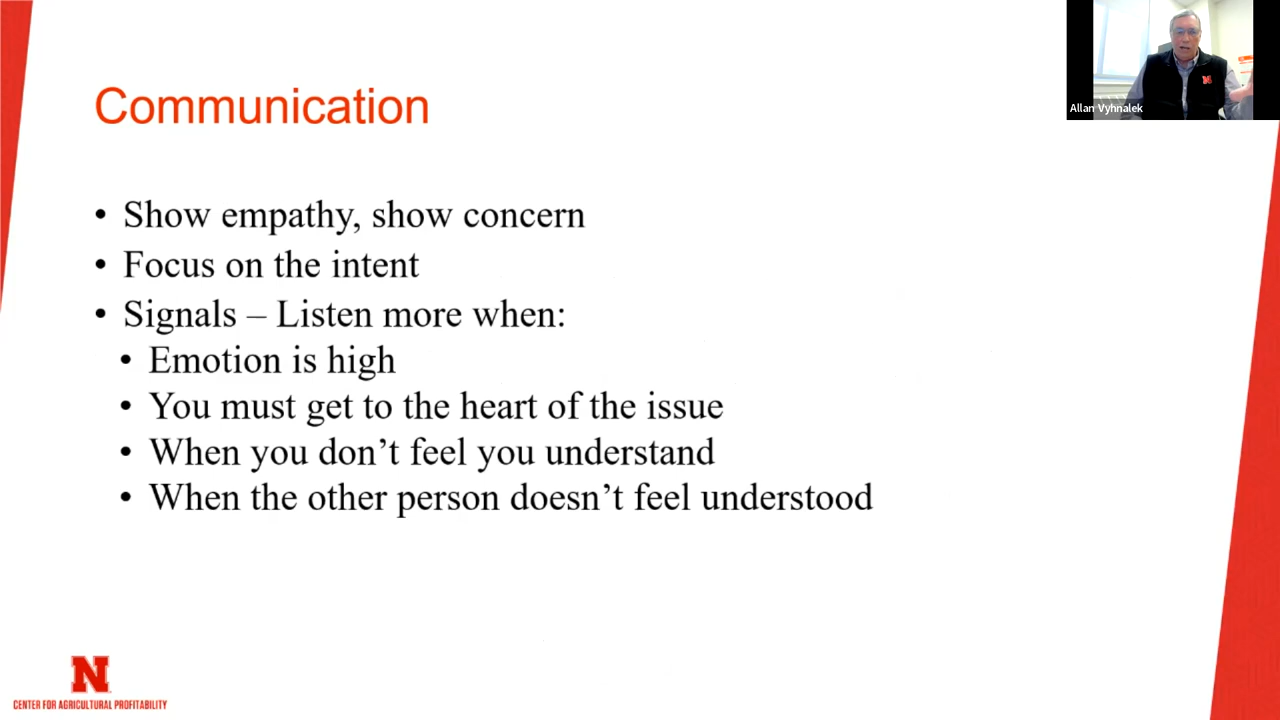 Allan Vyhnalek
Communication
• Show empathy, show concern
• Focus on the intent
• Signals – Listen more when:
• Emotion is high
• You must get to the heart of the issue
• When you don’t feel you understand
• When the other person doesn’t feel understood
N
CENTER FOR AGRICULTURAL PROFITABILITY